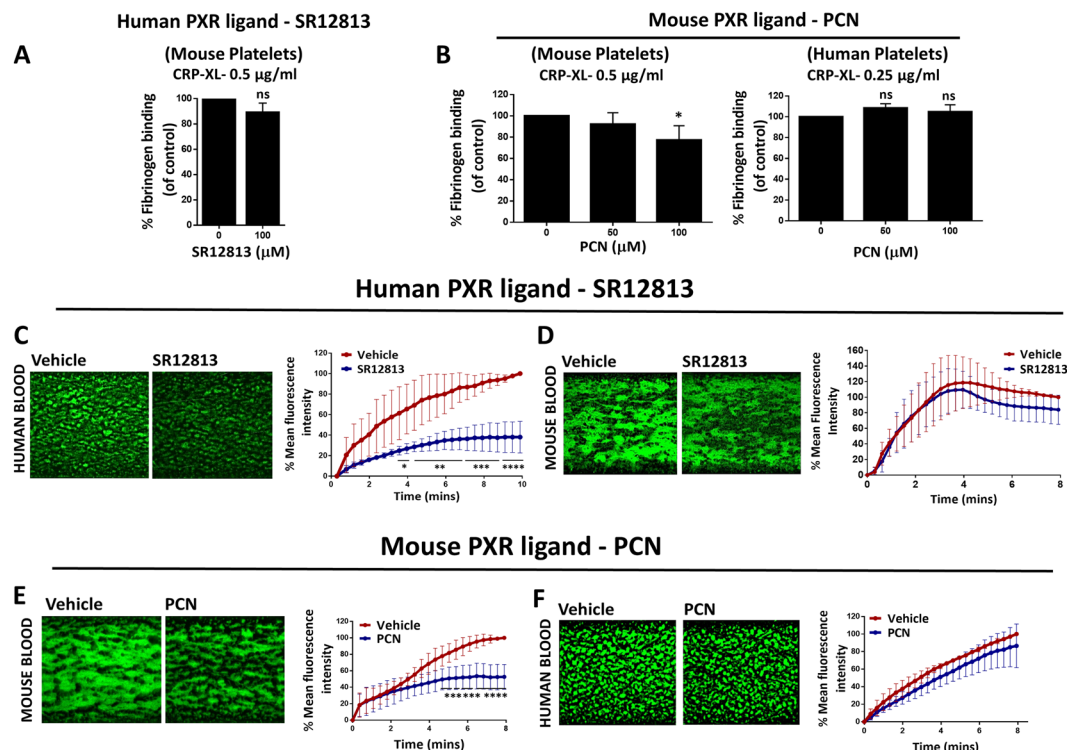 Human PXR ligand - SR12813
Mouse PXR ligand - PCN
A
(Mouse Platelets)
CRP-XL- 0.5 µg/ml
% Fibrinogen binding
(of control)
100
80
60
40
20
0
ns
0 100
SR12813 (µM)
B
(Mouse Platelets)
CRP-XL- 0.5 µg/ml
% Fibrinogen binding
(of control)
120
100
80
60
40
20
0
*
0 50 100
PCN (µM)
(Human Platelets)
CRP-XL- 0.25 µg/ml
% Fibrinogen binding
(of control)
120
100
80
60
40
20
0
ns ns
0 50 100
PCN (µM)
Human PXR ligand - SR12813
C
Vehicle SR12813
HUMAN BLOOD
% Mean fluorescence
intensity
120
100
80
60
40
20
0
Vehicle
SR12813
* ** *** ****
0 2 4 6 8 10
Time (mins)
D
Vehicle SR12813
MOUSE BLOOD
% Mean Fluorescence
Intensity
160
140
120
100
80
60
40
20
0
Vehicle
SR12813
0 2 4 6 8
Time (mins)
Mouse PXR ligand - PCN
E
Vehicle PCN
MOUSE BLOOD
% Mean fluorescence
intensity
120
100
80
60
40
20
0
Vehicle
PCN
0 2 4 6 8
Time (mins)
F
Vehicle PCN
HUMAN BLOOD
% Mean fluorescence
intensity
120
100
80
60
40
20
0
Vehicle
PCN
0 2 4 6 8
Time (mins)